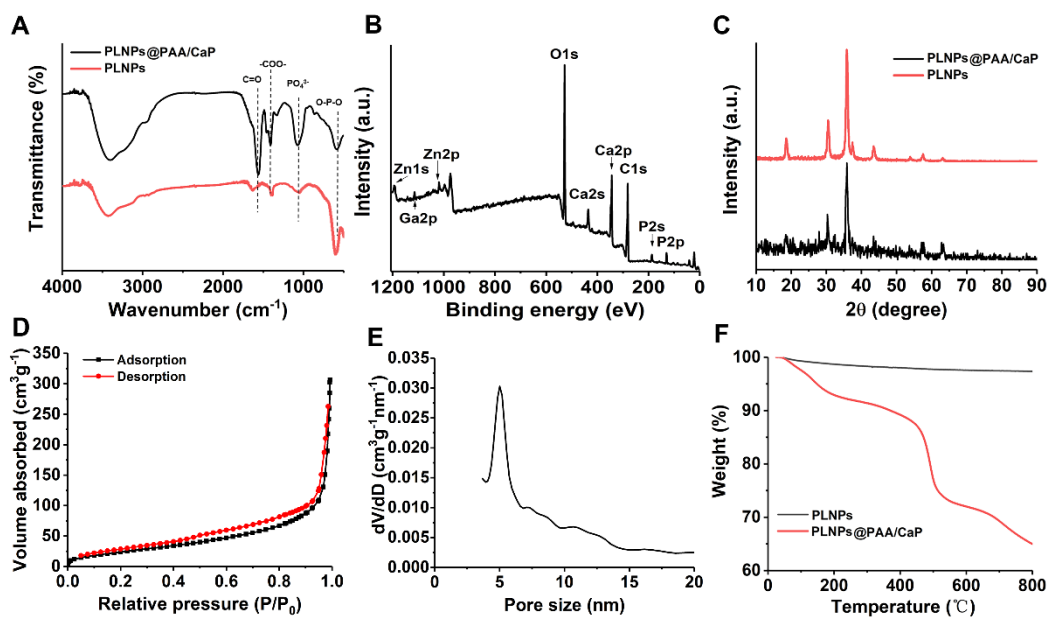 A
PLNPs@PAA/CaP
PLNPs
C=O
-COO-
PO₄³⁻
O-P-O
Transmittance (%)
4000 3000 2000 1000
Wavenumber (cm⁻¹)
B
O1s
Zn1s
Zn2p
Ga2p
Ca2s
Ca2p
C1s
P2s
P2p
Intensity (a.u.)
1200 1000 800 600 400 200 0
Binding energy (eV)
C
PLNPs@PAA/CaP
PLNPs
Intensity (a.u.)
10 20 30 40 50 60 70 80 90
2θ (degree)
D
Adsorption
Desorption
350
300
250
200
150
100
50
0
Volume absorbed (cm³g⁻¹)
0.0 0.2 0.4 0.6 0.8 1.0
Relative pressure (P/P₀)
E
0.035
0.030
0.025
0.020
0.015
0.010
0.005
0.000
dV/dD (cm³g⁻¹nm⁻¹)
0 5 10 15 20
Pore size (nm)
F
100
90
80
70
60
Weight (%)
PLNPs
PLNPs@PAA/CaP
0 200 400 600 800
Temperature (℃)